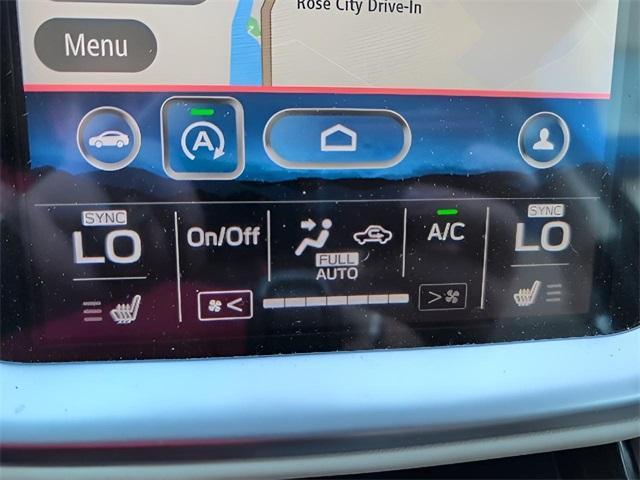 Rose City Drive-In
Menu
A
SYNC
LO
On/Off
FULL
AUTO
A/C
SYNC
LO